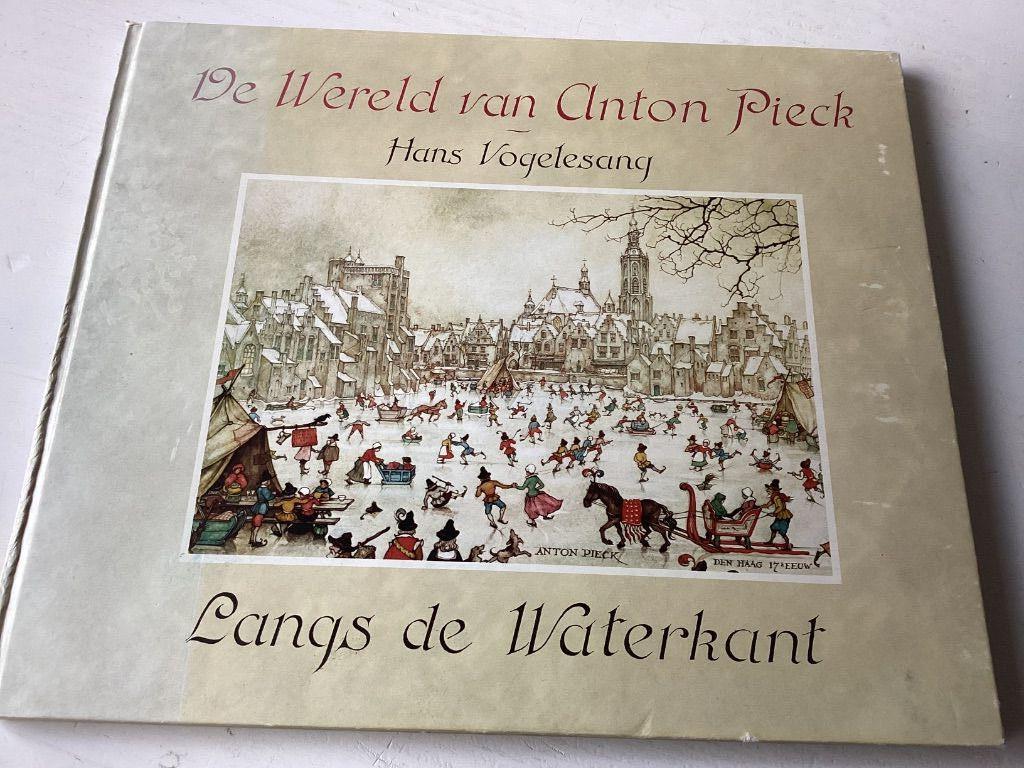 De Wereld van Anton Pieck
Hans Vogelesang
ANTON PIECK
DEN HAAG 17e EEUW
Langs de Waterkant